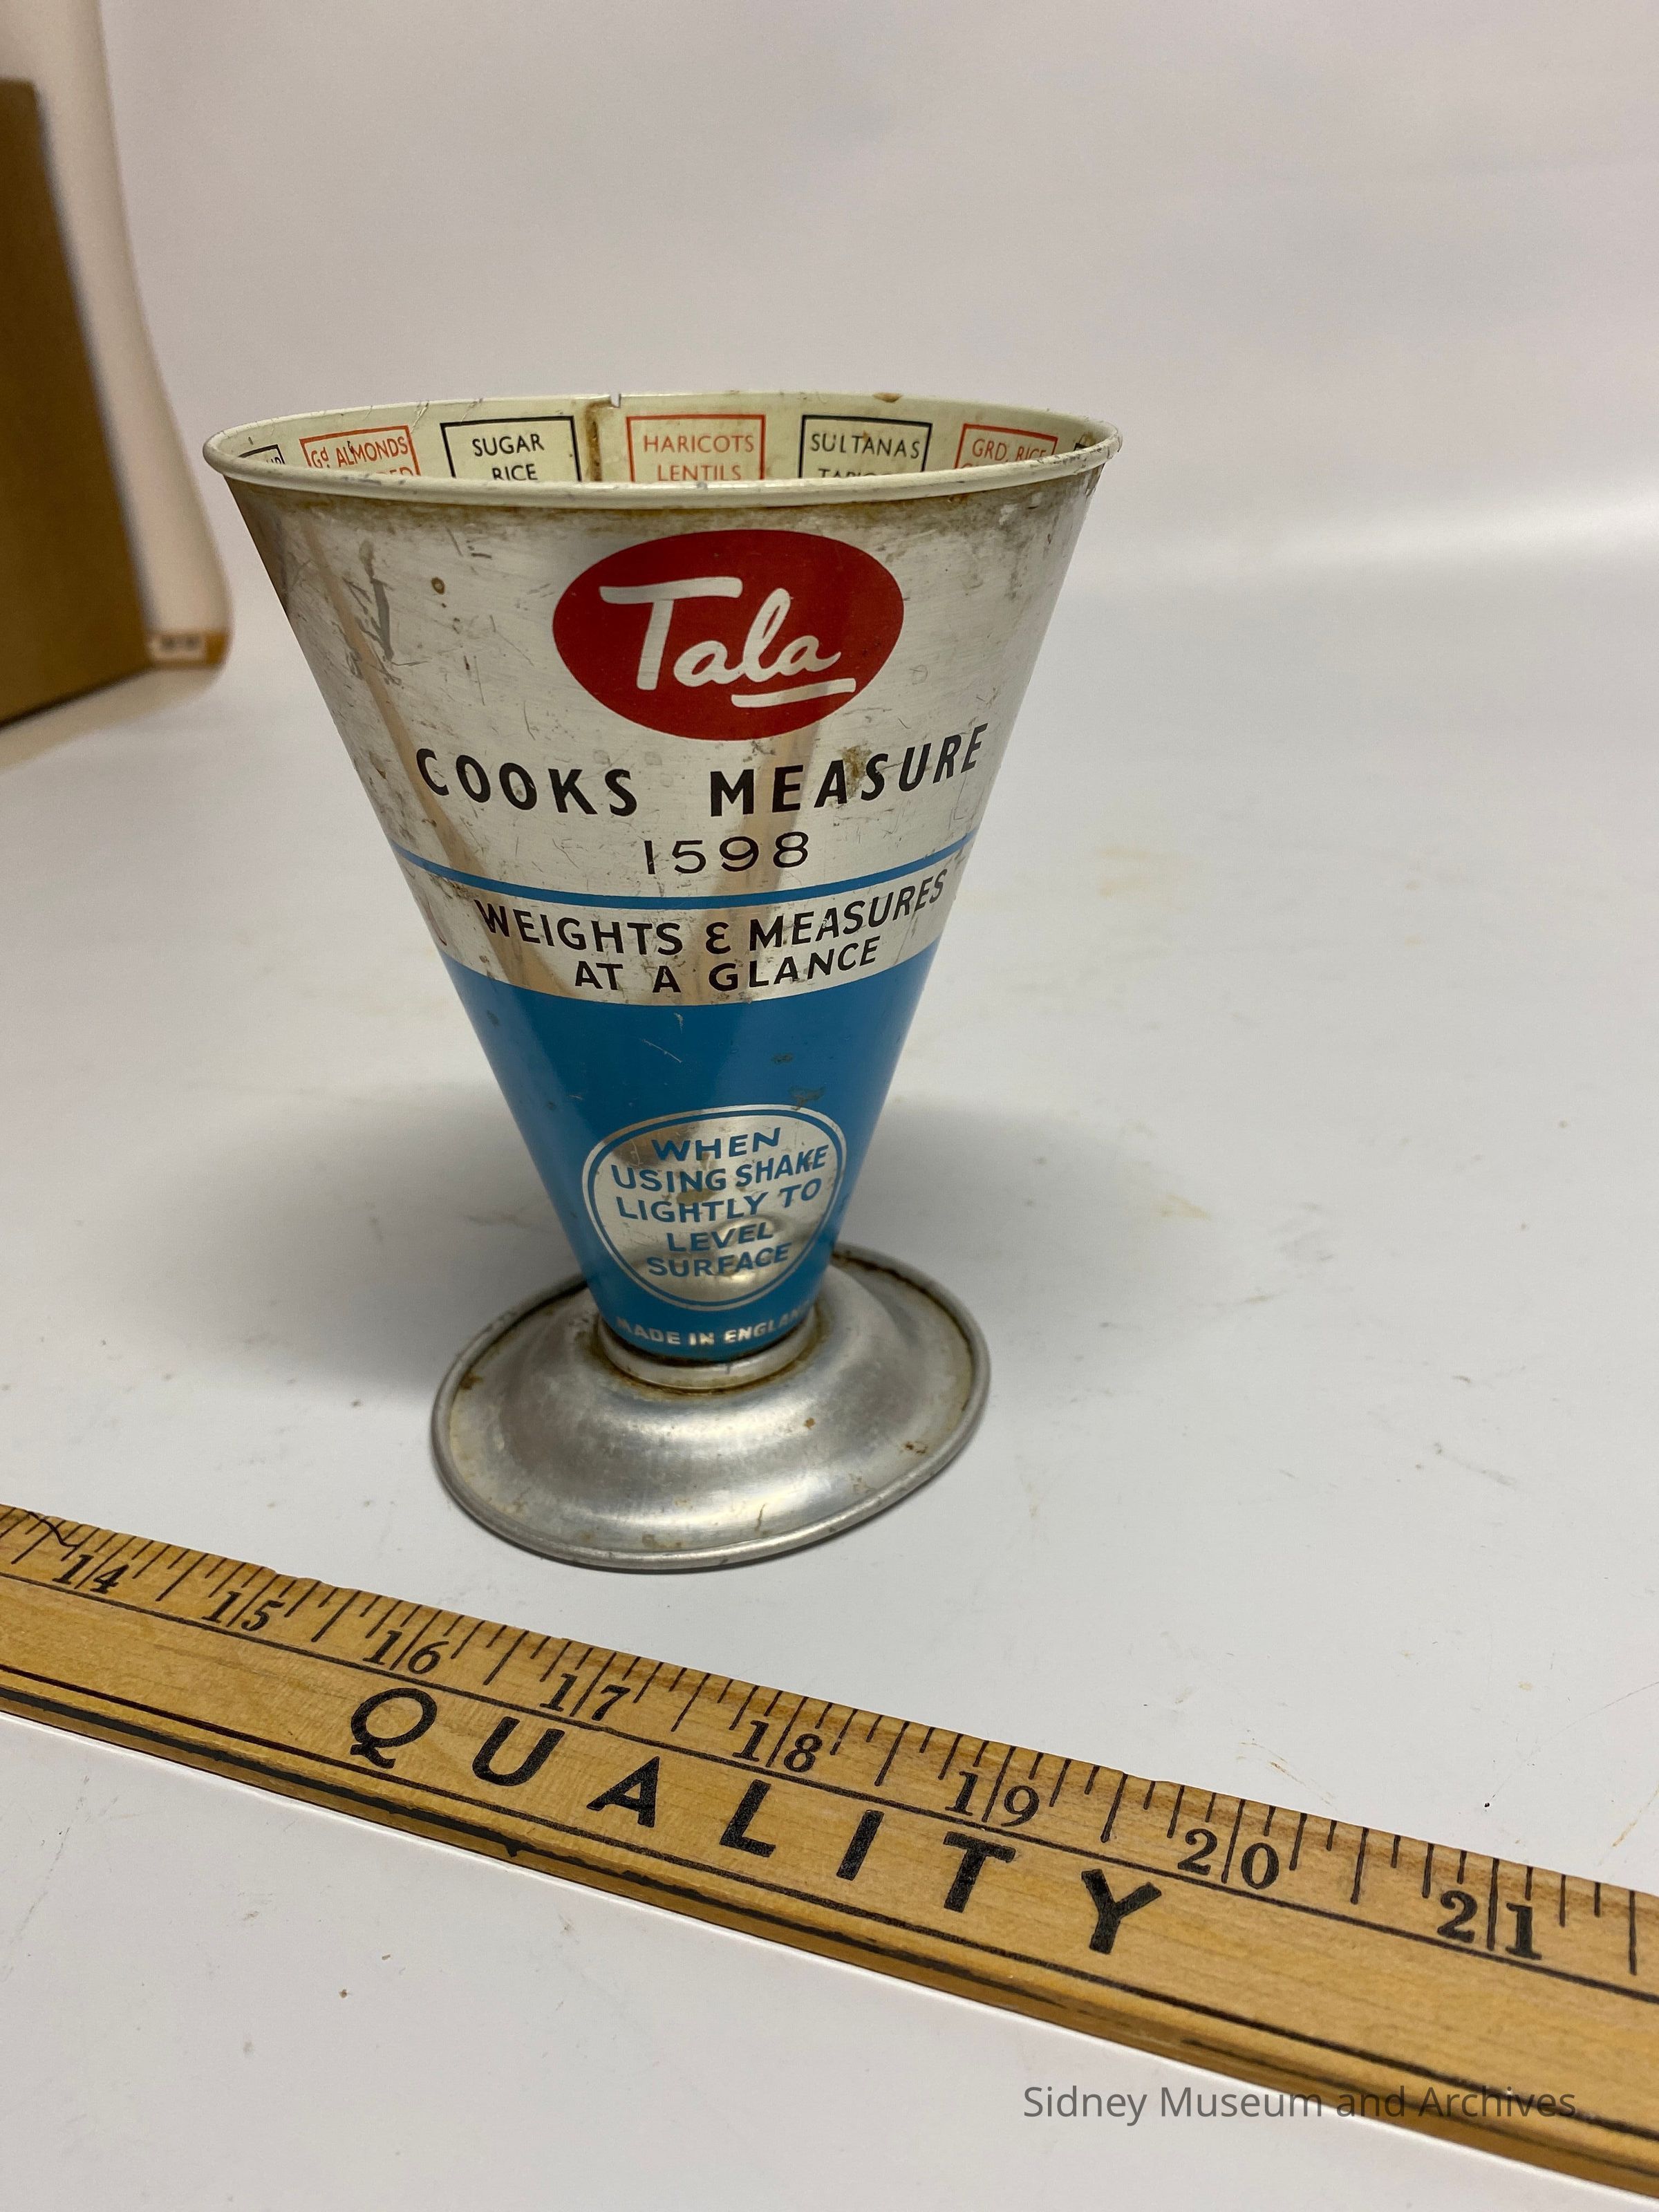 Gd ALMONDS
SUGAR
RICE
HARICOTS
LENTILS
SULTANAS
GRD. RICE
Tala
COOKS MEASURE
1598
WEIGHTS & MEASURES
AT A GLANCE
WHEN
USING SHAKE
LIGHTLY TO
LEVEL
SURFACE
MADE IN ENGLAN
14 15 16 17 18 19 20 21
QUALITY
Sidney Museum and Archives